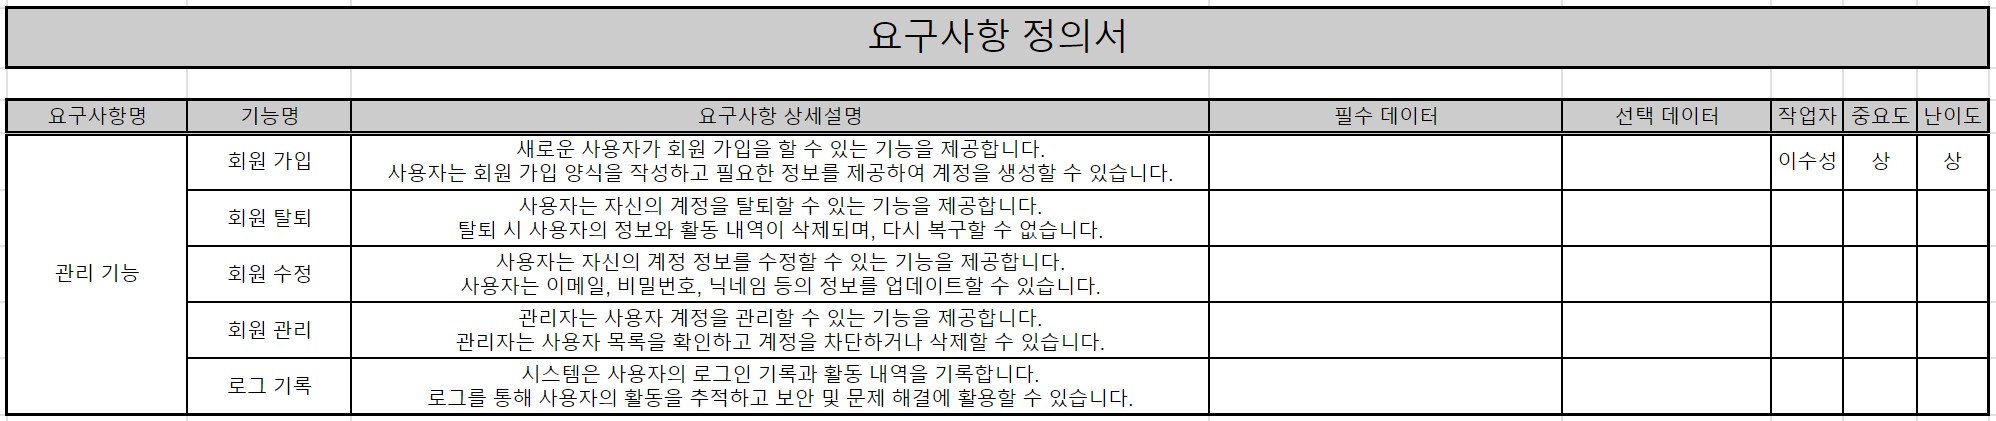 요구사항 정의서
요구사항명 기능명 요구사항 상세설명 필수 데이터 선택 데이터 작업자 중요도 난이도
관리 기능
회원 가입
새로운 사용자가 회원 가입을 할 수 있는 기능을 제공합니다.
사용자는 회원 가입 양식을 작성하고 필요한 정보를 제공하여 계정을 생성할 수 있습니다.
이수성 상 상
회원 탈퇴
사용자는 자신의 계정을 탈퇴할 수 있는 기능을 제공합니다.
탈퇴 시 사용자의 정보와 활동 내역이 삭제되며, 다시 복구할 수 없습니다.
회원 수정
사용자는 자신의 계정 정보를 수정할 수 있는 기능을 제공합니다.
사용자는 이메일, 비밀번호, 닉네임 등의 정보를 업데이트할 수 있습니다.
회원 관리
관리자는 사용자 계정을 관리할 수 있는 기능을 제공합니다.
관리자는 사용자 목록을 확인하고 계정을 차단하거나 삭제할 수 있습니다.
로그 기록
시스템은 사용자의 로그인 기록과 활동 내역을 기록합니다.
로그를 통해 사용자의 활동을 추적하고 보안 및 문제 해결에 활용할 수 있습니다.